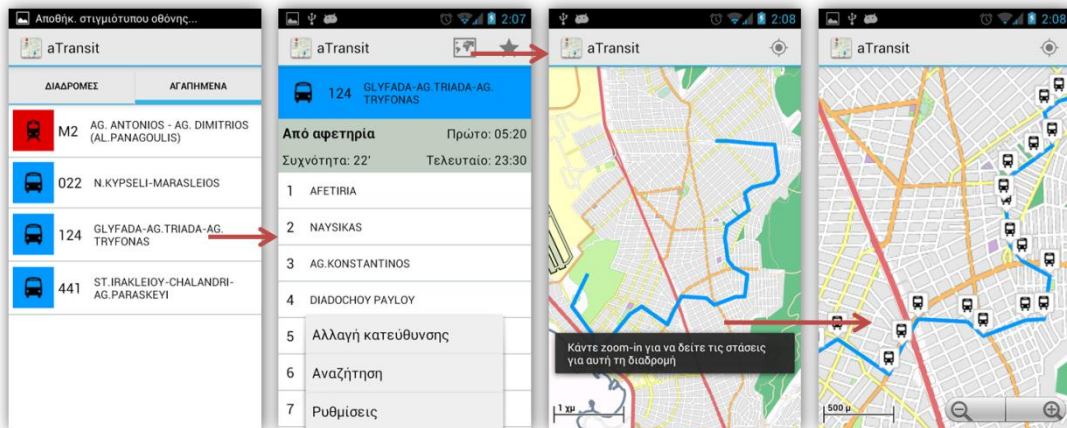 Αποθήκ. στιγμιότυπου οθόνης...
aTransit
ΔΙΑΔΡΟΜΕΣ
ΑΓΑΠΗΜΕΝΑ
M2 AG. ANTONIOS - AG. DIMITRIOS
(AL.PANAGOULIS)
022 N.KYPSELI-MARASLEIOS
124 GLYFADA-AG.TRIADA-AG.
TRYFONAS
441 ST.IRAKLEIOY-CHALANDRI-
AG.PARASKEYI
2:07
aTransit
124 GLYFADA-AG.TRIADA-AG.
TRYFONAS
Από αφετηρία Πρώτο: 05:20
Συχνότητα: 22' Τελευταίο: 23:30
1 AFETIRIA
2 NAYSIKAS
3 AG.KONSTANTINOS
4 DIADOCHOY PAYLOY
5
Αλλαγή κατεύθυνσης
6
Αναζήτηση
7
Ρυθμίσεις
2:08
aTransit
Κάντε zoom-in για να δείτε τις στάσεις
για αυτή τη διαδρομή
1 χμ
2:08
aTransit
500 μ